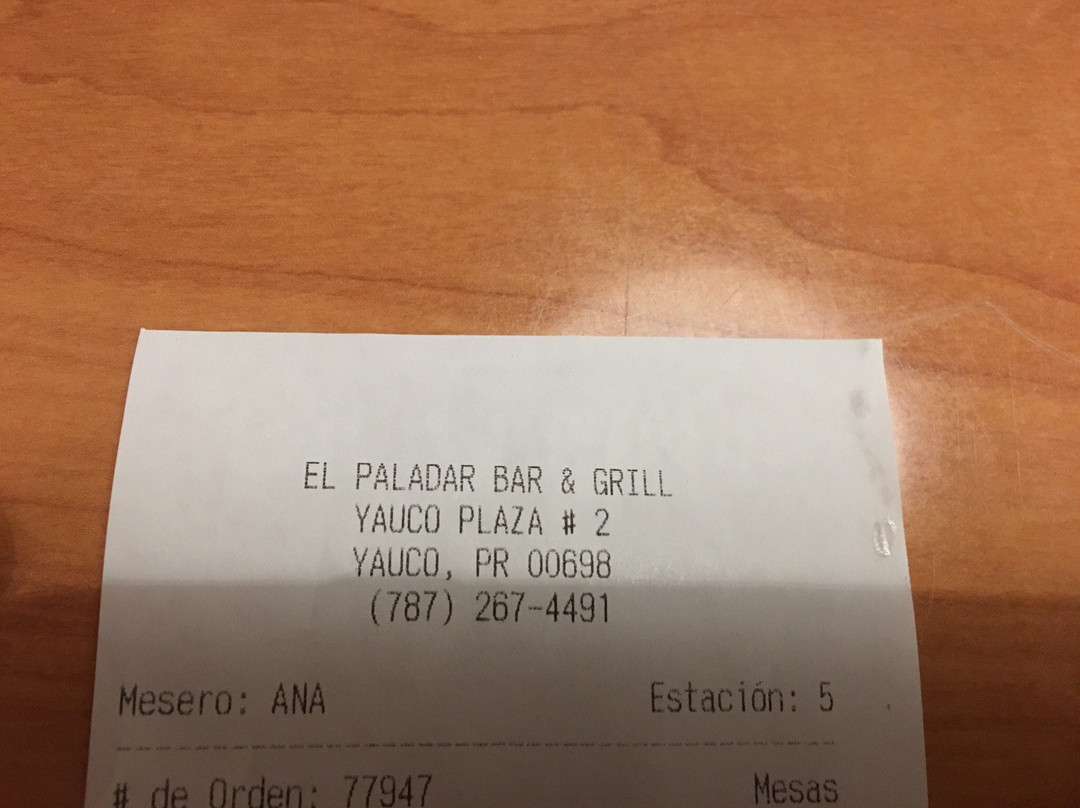 EL PALADAR BAR & GRILL
YAUCO PLAZA # 2
YAUCO, PR 00698
(787) 267-4491
Mesero: ANA Estación: 5
# de Orden: 77947 Mesas